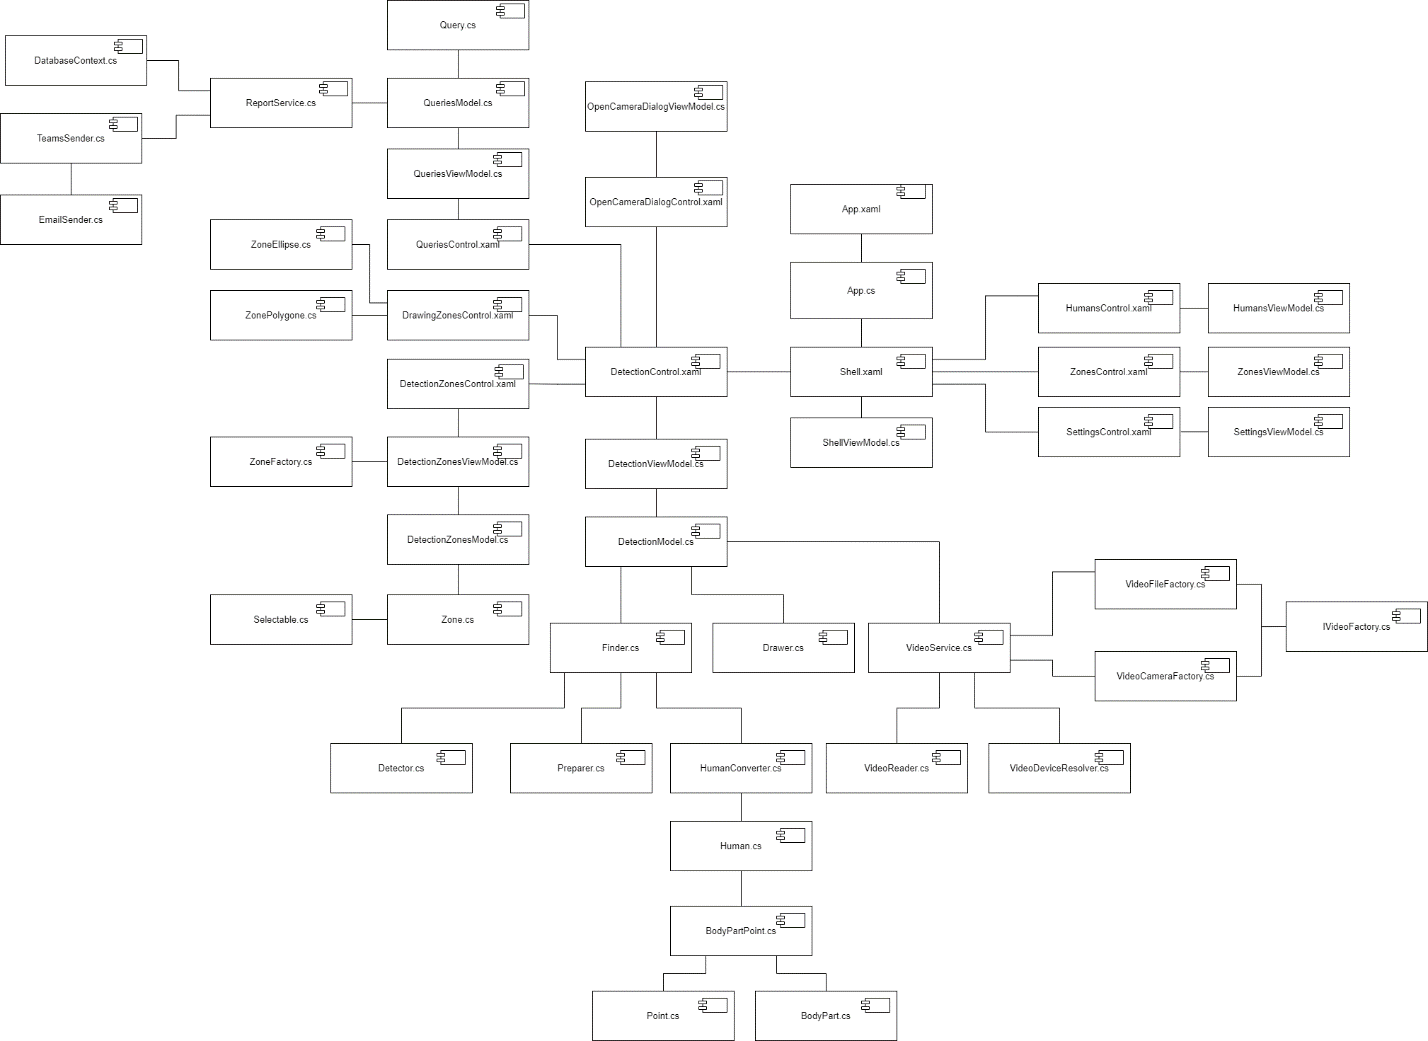 Query.cs
DatabaseContext.cs
ReportService.cs
QueriesModel.cs
OpenCameraDialogViewModel.cs
TeamsSender.cs
QueriesViewModel.cs
OpenCameraDialogControl.xaml
App.xaml
EmailSender.cs
ZoneEllipse.cs
QueriesControl.xaml
App.cs
ZonePolygone.cs
DrawingZonesControl.xaml
HumansControl.xaml
HumansViewModel.cs
DetectionZonesControl.xaml
DetectionControl.xaml
Shell.xaml
ZonesControl.xaml
ZonesViewModel.cs
ShellViewModel.cs
SettingsControl.xaml
SettingsViewModel.cs
ZoneFactory.cs
DetectionZonesViewModel.cs
DetectionViewModel.cs
DetectionZonesModel.cs
DetectionModel.cs
VideoFileFactory.cs
Selectable.cs
Zone.cs
IVideoFactory.cs
Finder.cs
Drawer.cs
VideoService.cs
VideoCameraFactory.cs
Detector.cs
Preparer.cs
HumanConverter.cs
VideoReader.cs
VideoDeviceResolver.cs
Human.cs
BodyPartPoint.cs
Point.cs
BodyPart.cs